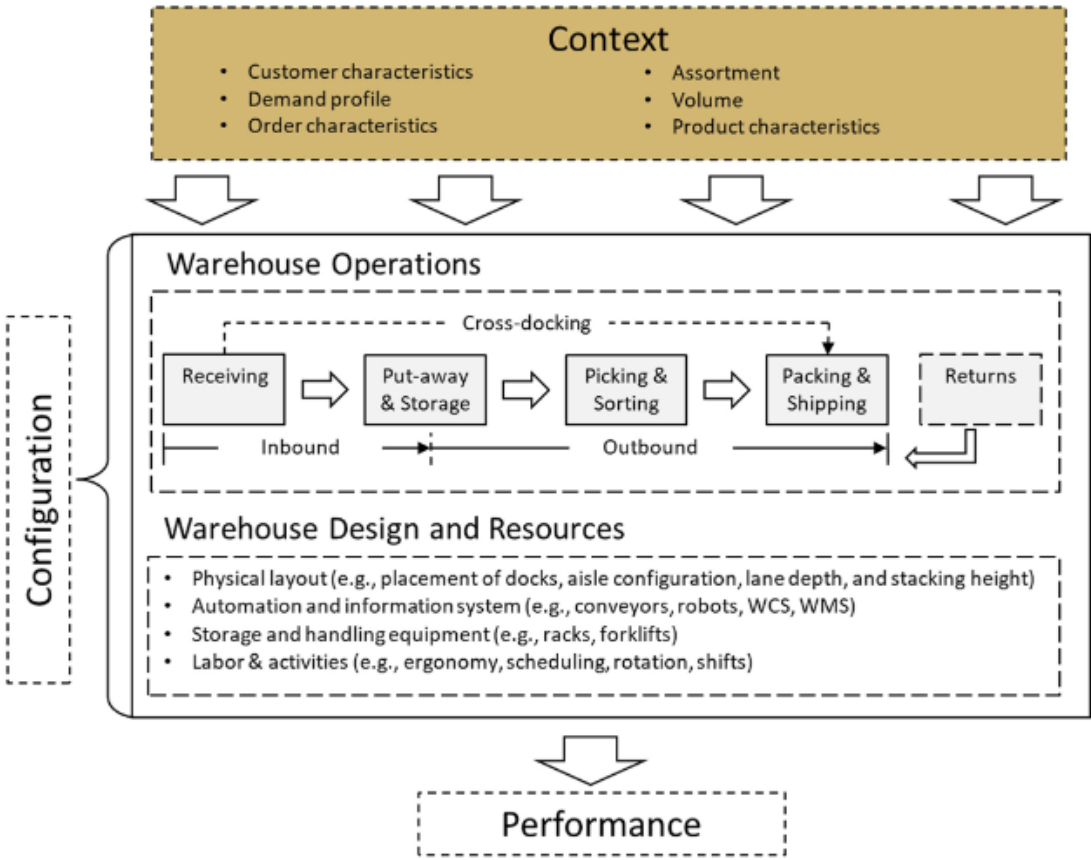 Context
• Customer characteristics
• Demand profile
• Order characteristics
• Assortment
• Volume
• Product characteristics
Configuration
Warehouse Operations
Cross-docking
Receiving
Put-away
& Storage
Picking &
Sorting
Packing &
Shipping
Returns
Inbound
Outbound
Warehouse Design and Resources
• Physical layout (e.g., placement of docks, aisle configuration, lane depth, and stacking height)
• Automation and information system (e.g., conveyors, robots, WCS, WMS)
• Storage and handling equipment (e.g., racks, forklifts)
• Labor & activities (e.g., ergonomy, scheduling, rotation, shifts)
Performance